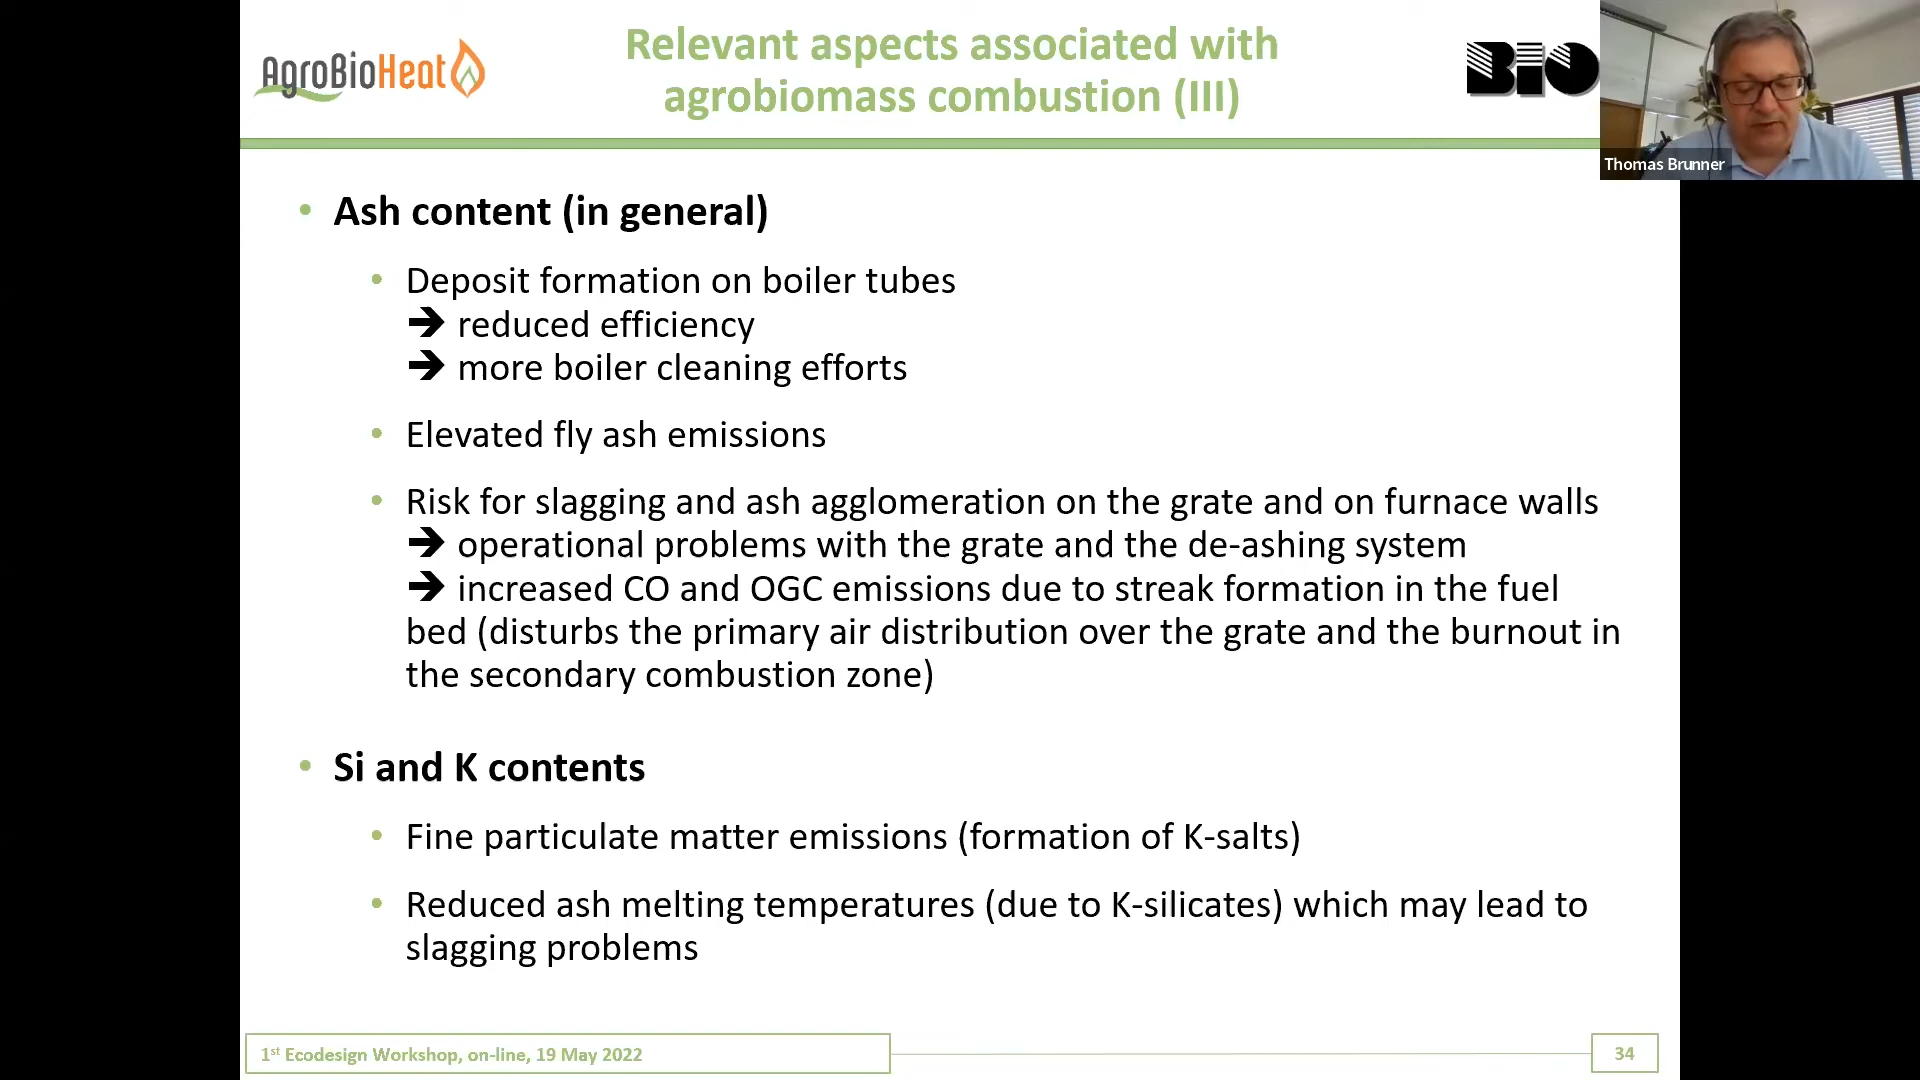 AgroBioHeat
Relevant aspects associated with
agrobiomass combustion (III)
BIO
Thomas Brunner
• Ash content (in general)
• Deposit formation on boiler tubes
➔ reduced efficiency
➔ more boiler cleaning efforts
• Elevated fly ash emissions
• Risk for slagging and ash agglomeration on the grate and on furnace walls
➔ operational problems with the grate and the de-ashing system
➔ increased CO and OGC emissions due to streak formation in the fuel
bed (disturbs the primary air distribution over the grate and the burnout in
the secondary combustion zone)
• Si and K contents
• Fine particulate matter emissions (formation of K-salts)
• Reduced ash melting temperatures (due to K-silicates) which may lead to
slagging problems
1st Ecodesign Workshop, on-line, 19 May 2022
34